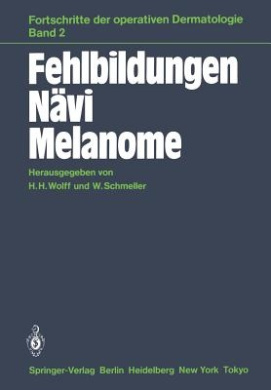 Fortschritte der operativen Dermatologie
Band 2
Fehlbildungen
Nävi
Melanome
Herausgegeben von
H. H. Wolff und W. Schmeller
Springer-Verlag Berlin Heidelberg New York Tokyo